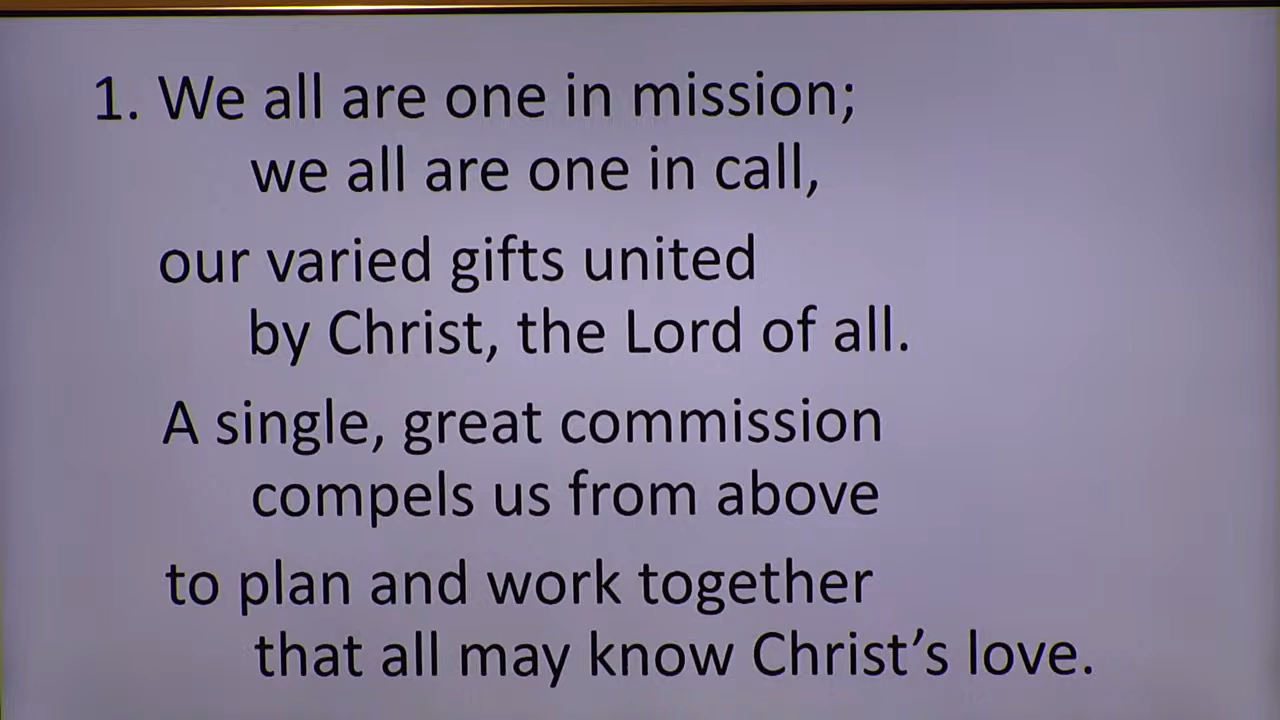 1. We all are one in mission;
we all are one in call,
our varied gifts united
by Christ, the Lord of all.
A single, great commission
compels us from above
to plan and work together
that all may know Christ's love.